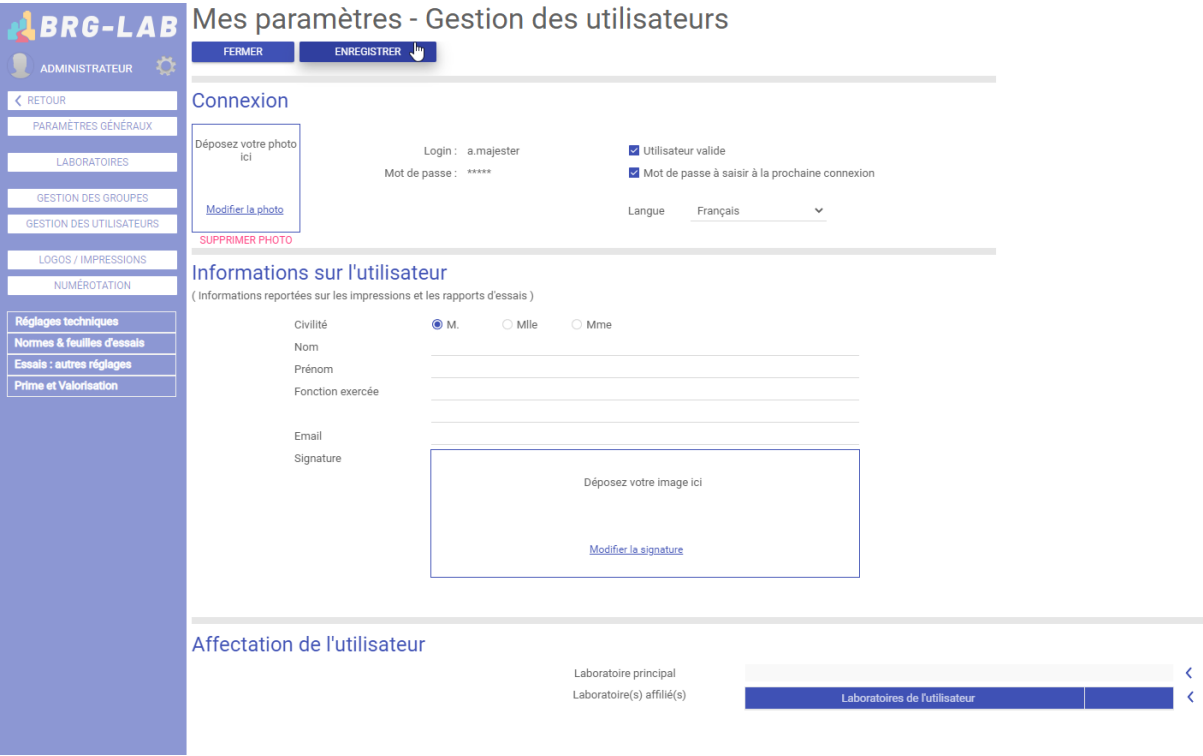 BRG-LAB
Mes paramètres - Gestion des utilisateurs
FERMER
ENREGISTRER
ADMINISTRATEUR
RETOUR
PARAMÈTRES GÉNÉRAUX
LABORATOIRES
GESTION DES GROUPES
GESTION DES UTILISATEURS
LOGOS / IMPRESSIONS
NUMÉROTATION
Réglages techniques
Normes & feuilles d'essais
Essais : autres réglages
Prime et Valorisation
Connexion
Déposez votre photo
ici
Modifier la photo
SUPPRIMER PHOTO
Login : a.majester
Mot de passe : *****
Utilisateur valide
Mot de passe à saisir à la prochaine connexion
Langue Français
Informations sur l'utilisateur
( Informations reportées sur les impressions et les rapports d'essais )
Civilité M. Mlle Mme
Nom
Prénom
Fonction exercée
Email
Signature
Déposez votre image ici
Modifier la signature
Affectation de l'utilisateur
Laboratoire principal
Laboratoire(s) affilié(s)
Laboratoires de l'utilisateur